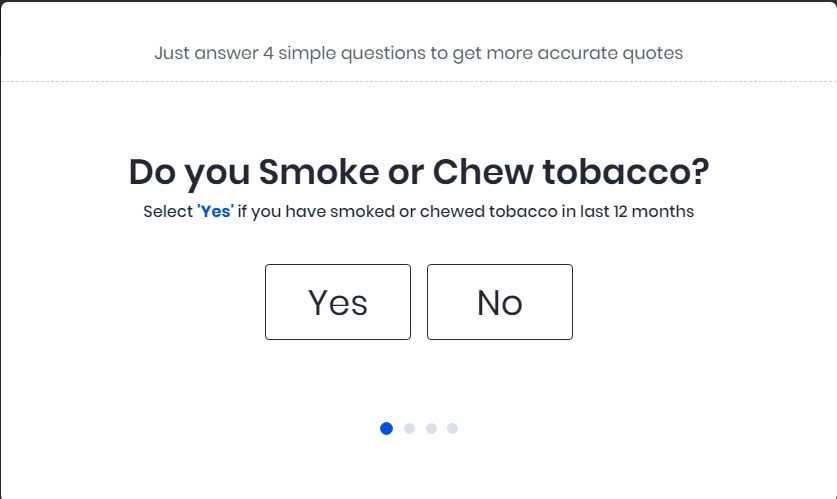 Just answer 4 simple questions to get more accurate quotes
Do you Smoke or Chew tobacco?
Select 'Yes' if you have smoked or chewed tobacco in last 12 months
Yes
No